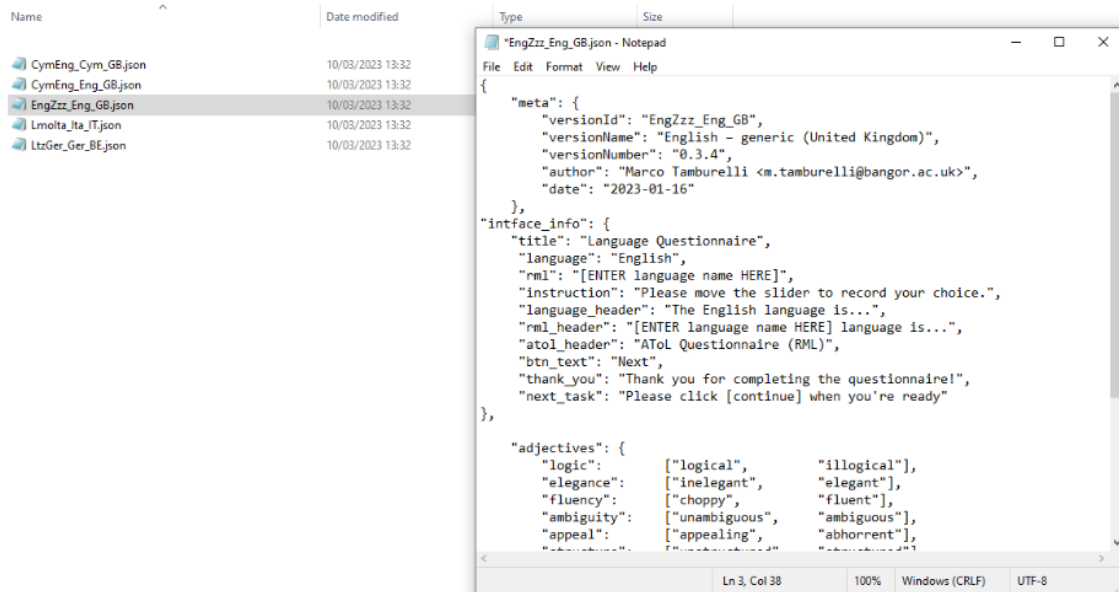 Name Date modified Type Size
CymEng_Cym_GB.json 10/03/2023 13:32
CymEng_Eng_GB.json 10/03/2023 13:32
EngZzz_Eng_GB.json 10/03/2023 13:32
LmoIta_Ita_IT.json 10/03/2023 13:32
LtzGer_Ger_BE.json 10/03/2023 13:32
*EngZzz_Eng_GB.json - Notepad
File Edit Format View Help
{
"meta": {
"versionId": "EngZzz_Eng_GB",
"versionName": "English – generic (United Kingdom)",
"versionNumber": "0.3.4",
"author": "Marco Tamburelli <m.tamburelli@bangor.ac.uk>",
"date": "2023-01-16"
},
"intface_info": {
"title": "Language Questionnaire",
"language": "English",
"rml": "[ENTER language name HERE]",
"instruction": "Please move the slider to record your choice.",
"language_header": "The English language is...",
"rml_header": "[ENTER language name HERE] language is...",
"atol_header": "AToL Questionnaire (RML)",
"btn_text": "Next",
"thank_you": "Thank you for completing the questionnaire!",
"next_task": "Please click [continue] when you're ready"
},
"adjectives": {
"logic": ["logical", "illogical"],
"elegance": ["inelegant", "elegant"],
"fluency": ["choppy", "fluent"],
"ambiguity": ["unambiguous", "ambiguous"],
"appeal": ["appealing", "abhorrent"],
"structure": ["unstructured", "structured"]
Ln 3, Col 38 100% Windows (CRLF) UTF-8